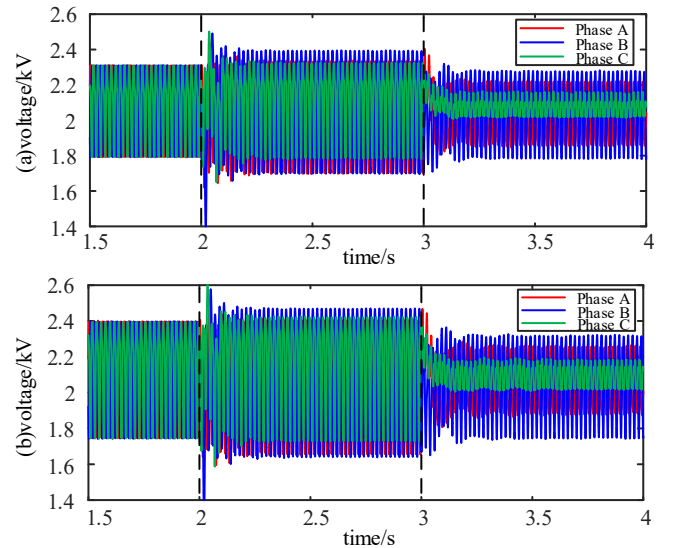 2.6
2.4
2.2
2
1.8
1.6
1.4
(a)voltage/kV
Phase A
Phase B
Phase C
1.5 2 2.5 3 3.5 4
time/s
2.6
2.4
2.2
2
1.8
1.6
1.4
(b)voltage/kV
Phase A
Phase B
Phase C
1.5 2 2.5 3 3.5 4
time/s